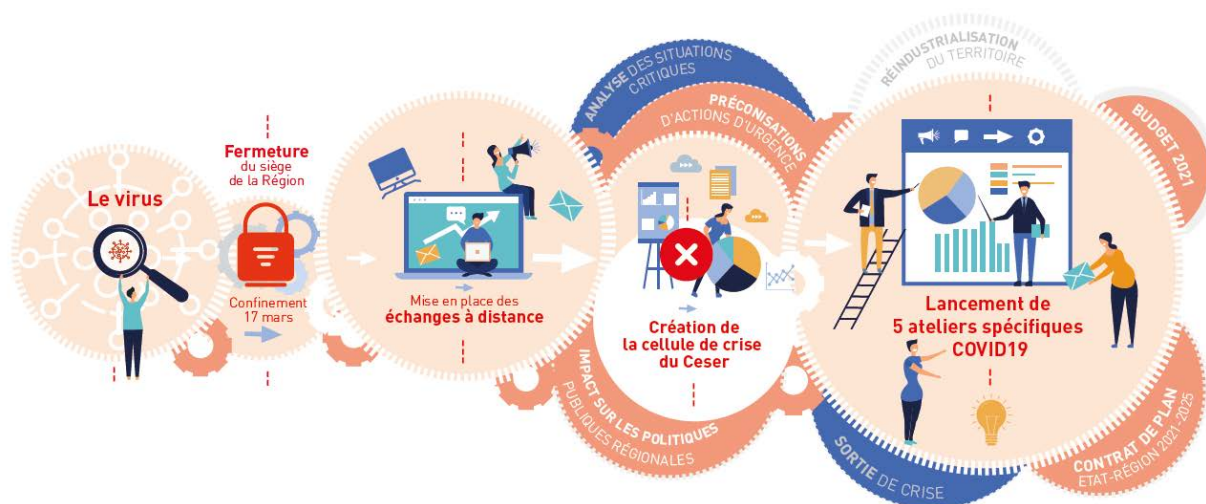 Le virus
Fermeture
du siège
de la Région
Confinement
17 mars
Mise en place des
échanges à distance
ANALYSE DES SITUATIONS
CRITIQUES
PRÉCONISATIONS
D'ACTIONS D'URGENCE
Création de
la cellule de crise
du Ceser
IMPACT SUR LES POLITIQUES
PUBLIQUES RÉGIONALES
RÉINDUSTRIALISATION
DU TERRITOIRE
BUDGET 2021
Lancement de
5 ateliers spécifiques
COVID19
SORTIE DE CRISE
CONTRAT DE PLAN
ETAT-RÉGION 2021-2025